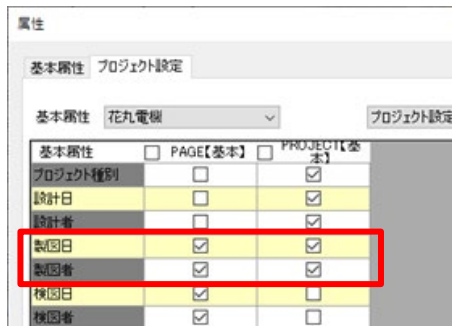 属性
基本属性 プロジェクト設定
基本属性 花丸電機 プロジェクト設定
基本属性 PAGE【基本】 PROJECT【基本】
プロジェクト種別
設計日
設計者
製図日
製図者
検図日
検図者